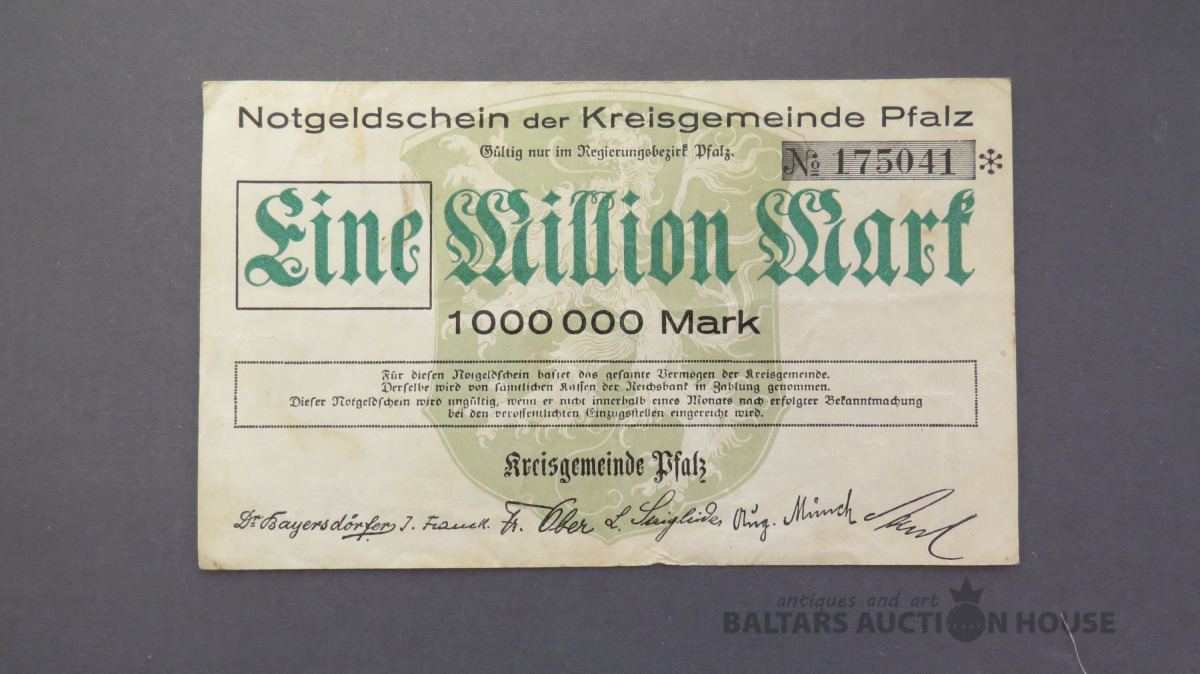 Notgeldschein der Kreisgemeinde Pfalz
Gültig nur im Regierungsbezirk Pfalz.
№ 175041 *
Eine Million Mark
1000000 Mark
Für diesen Notgeldschein haftet das gesamte Vermögen der Kreisgemeinde.
Derselbe wird von sämtlichen Kassen der Reichsbank in Zahlung genommen.
Dieser Notgeldschein wird ungültig, wenn er nicht innerhalb eines Monats nach erfolgter Bekanntmachung
bei den veröffentlichten Einzugsstellen eingereicht wird.
Kreisgemeinde Pfalz
Dr. Bayersdörfer J. Franck. Fr. Ober L. Aug. Münch
antiques and art
BALTARS AUCTION HOUSE